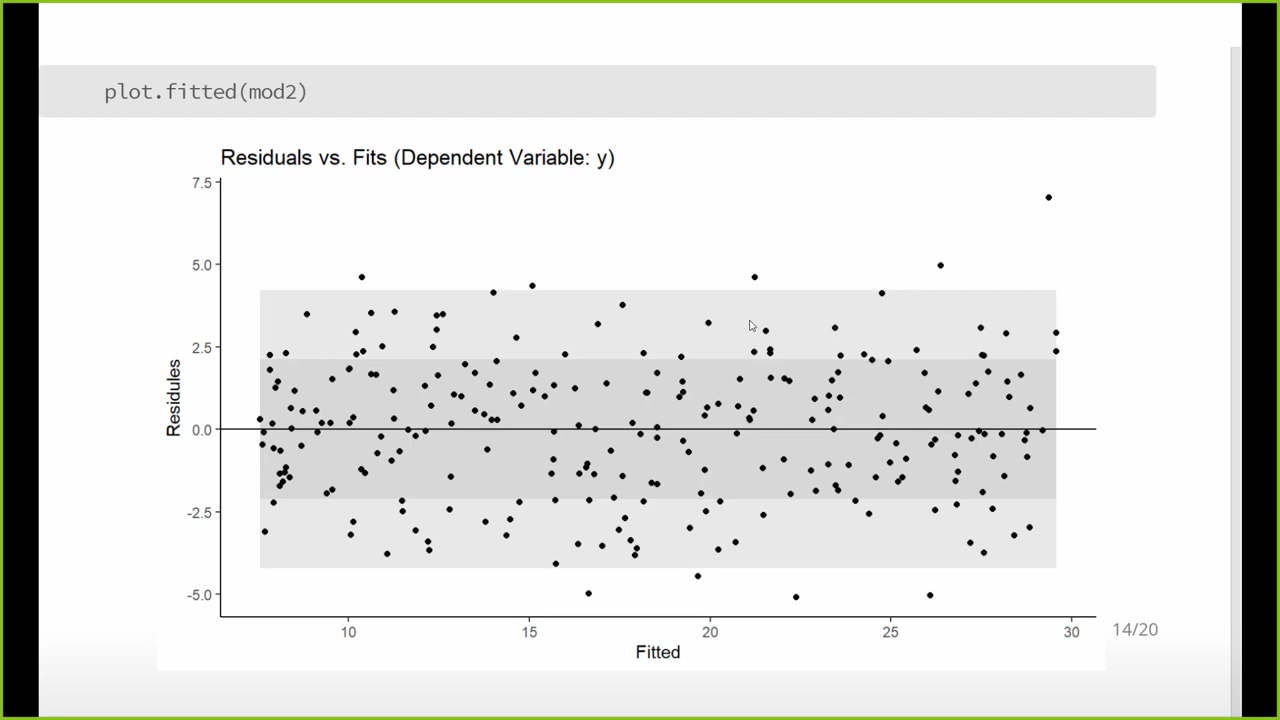 plot.fitted(mod2)
Residuals vs. Fits (Dependent Variable: y)
7.5
5.0
2.5
0.0
-2.5
-5.0
Residules
10 15 20 25 30
Fitted
14/20